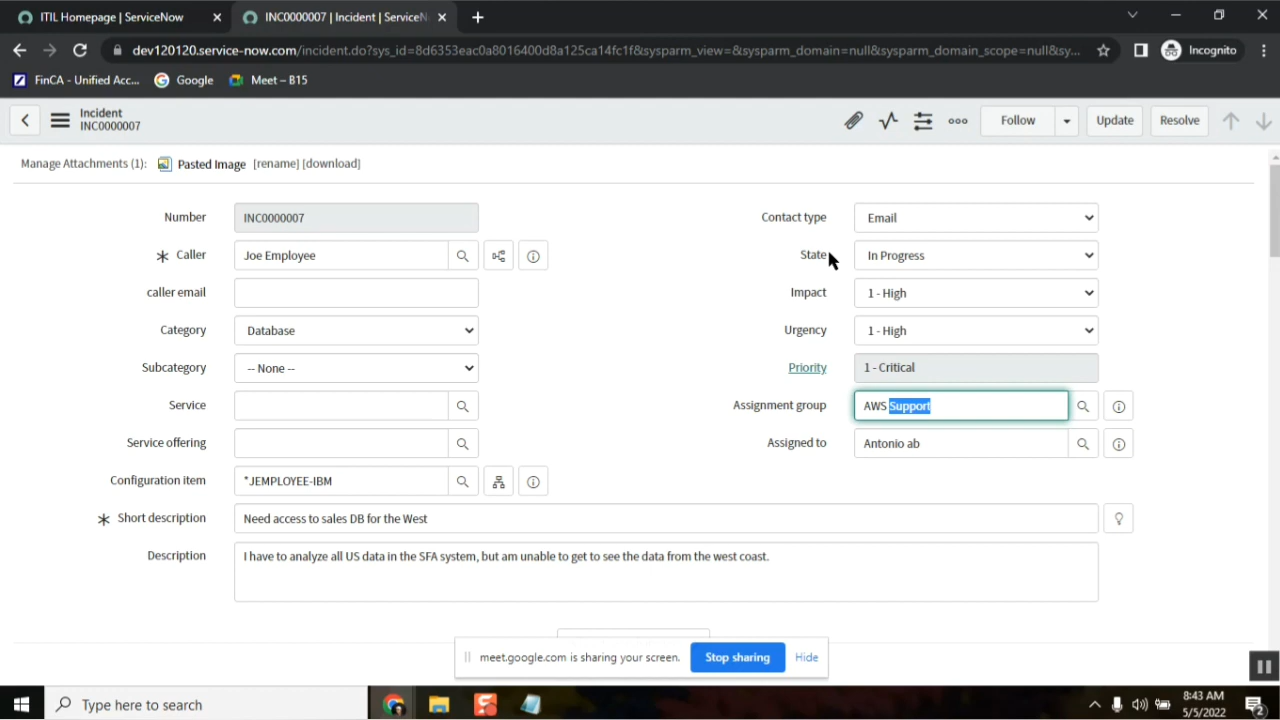 ITIL Homepage | ServiceNow
INC0000007 | Incident | ServiceN
dev120120.service-now.com/incident.do?sys_id=8d6353eac0a8016400d8a125ca14fc1f&sysparm_view=&sysparm_domain=null&sysparm_domain_scope=null&sy...
Incognito
FinCA - Unified Acc...
Google
Meet – B15
Incident
INC0000007
Follow
Update
Resolve
Manage Attachments (1): Pasted Image [rename] [download]
Number INC0000007
Contact type Email
Caller Joe Employee
State In Progress
caller email
Impact 1 - High
Category Database
Urgency 1 - High
Subcategory -- None --
Priority 1 - Critical
Service
Assignment group AWS Support
Service offering
Assigned to Antonio ab
Configuration item *JEMPLOYEE-IBM
Short description Need access to sales DB for the West
Description I have to analyze all US data in the SFA system, but am unable to get to see the data from the west coast.
meet.google.com is sharing your screen. Stop sharing Hide
Type here to search
8:43 AM
5/5/2022
2